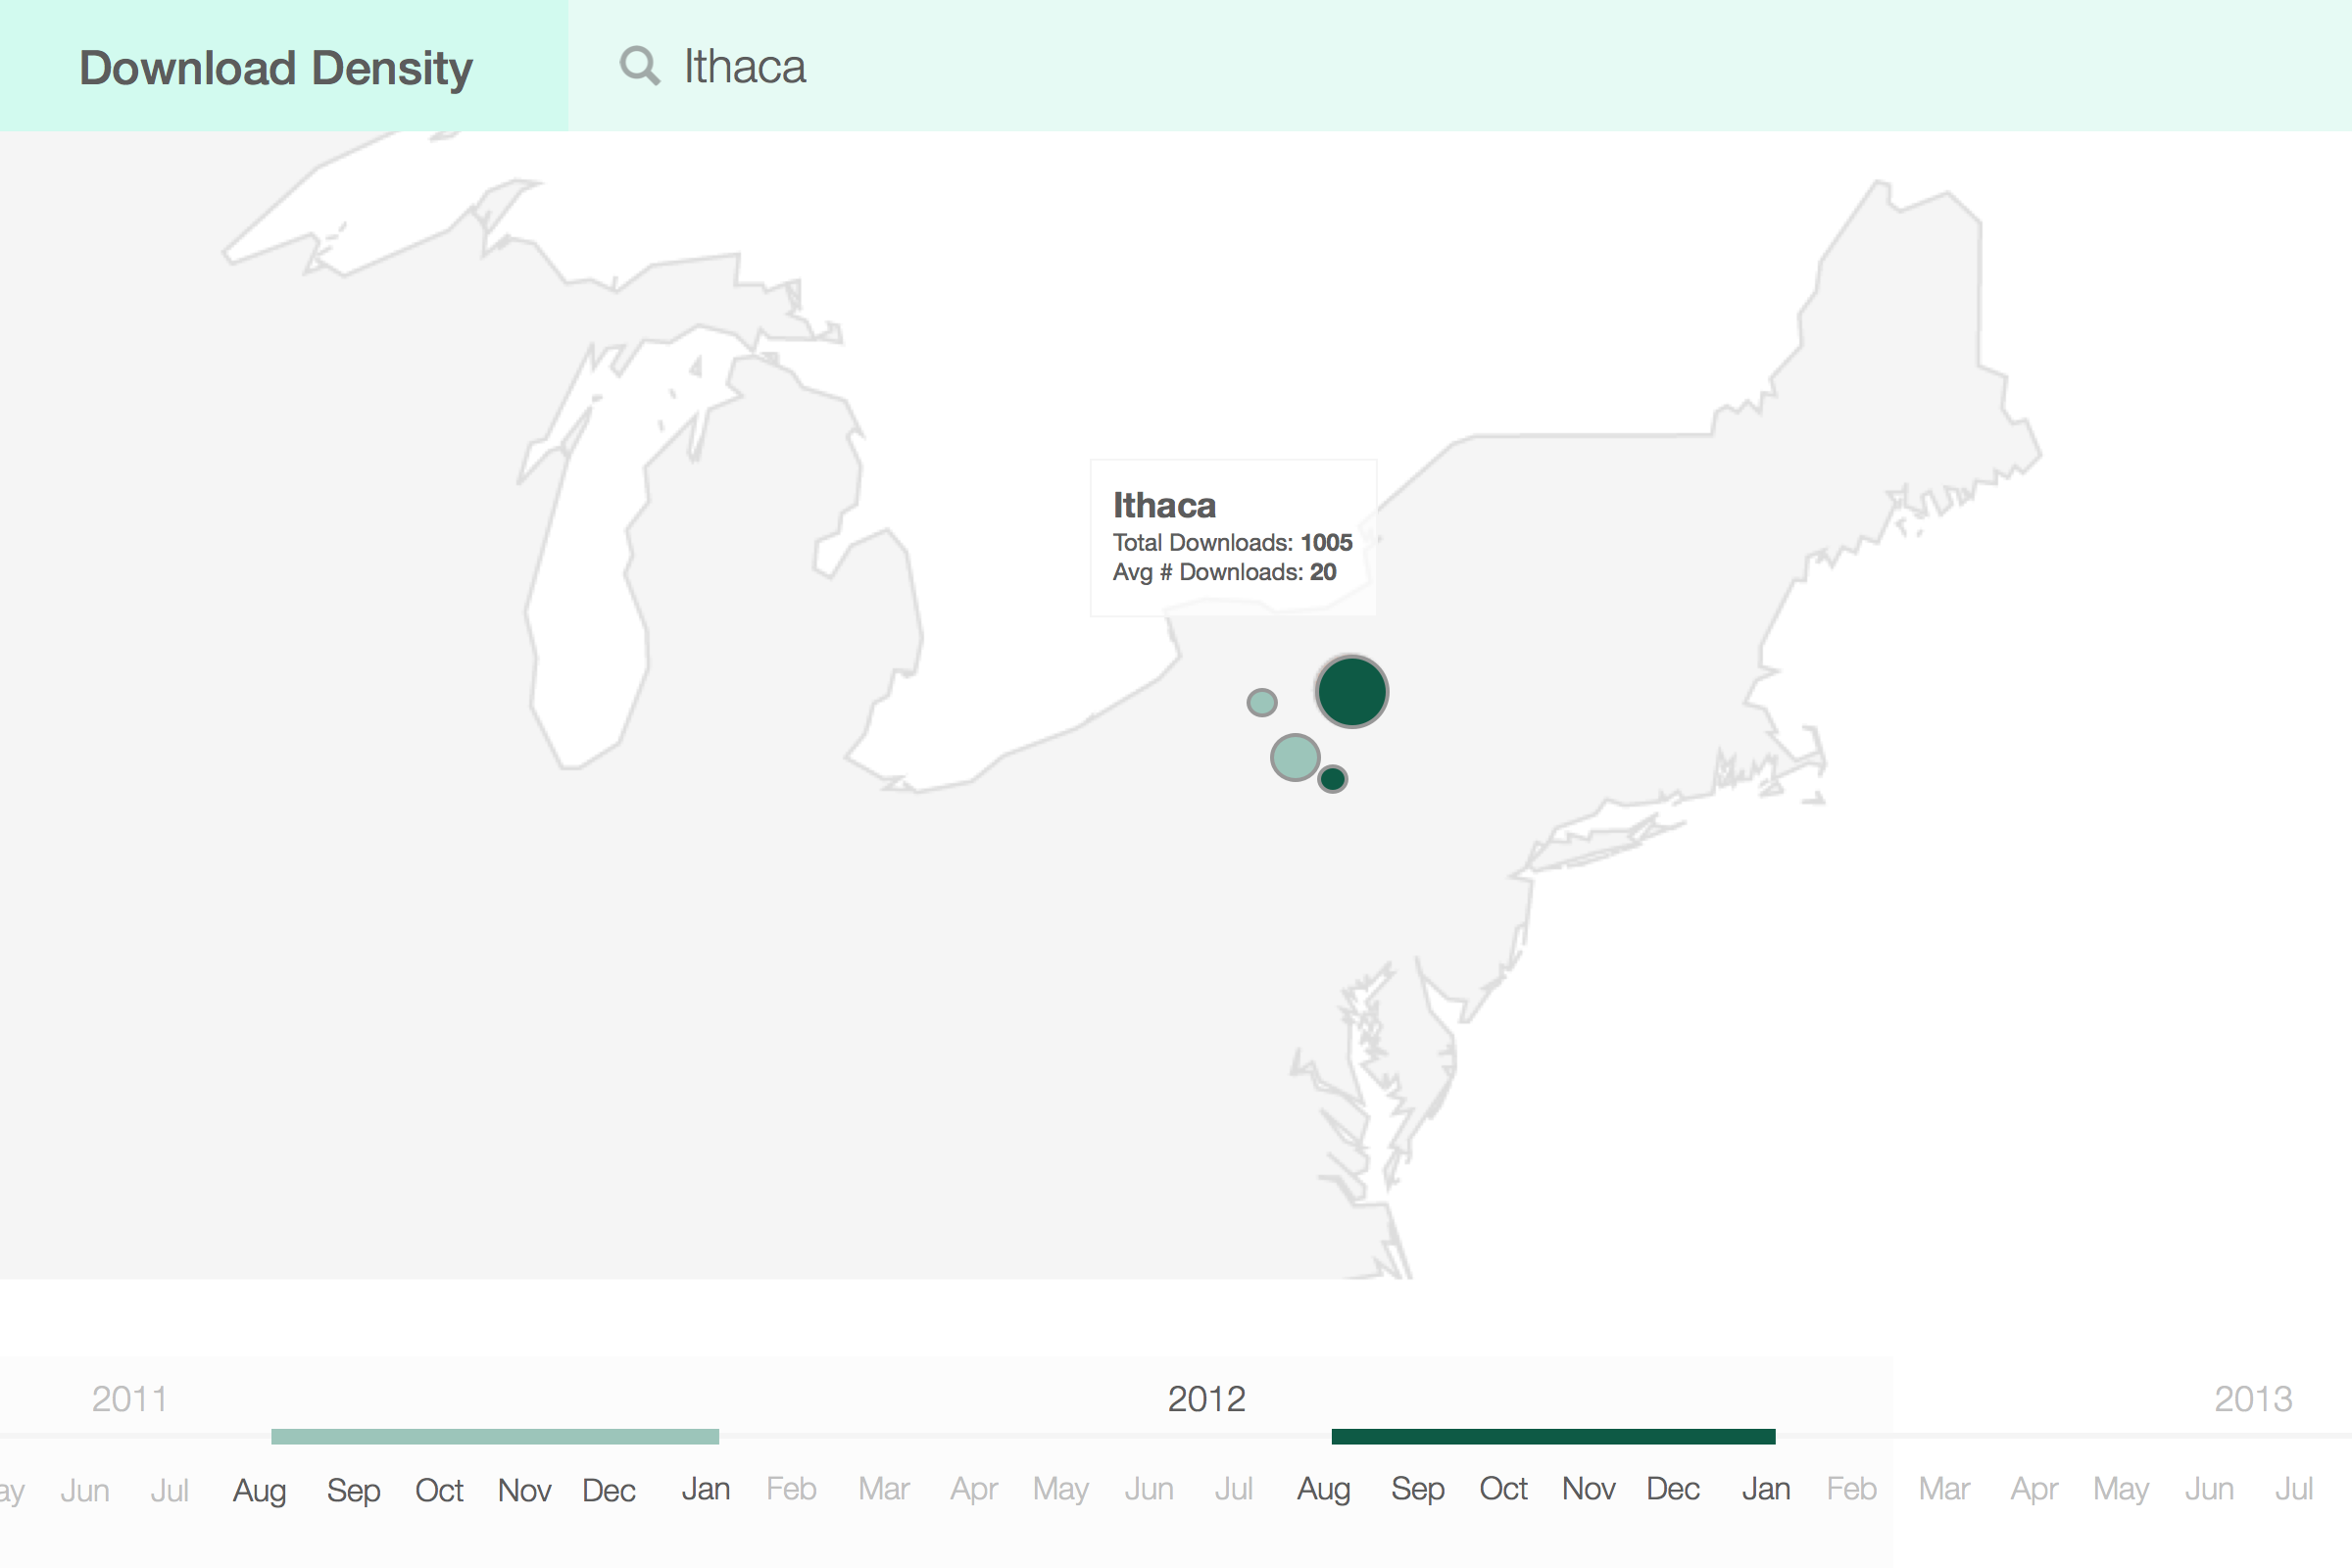 Download Density
Ithaca
Ithaca
Total Downloads: 1005
Avg # Downloads: 20
2011 2012 2013
ay Jun Jul Aug Sep Oct Nov Dec Jan Feb Mar Apr May Jun Jul Aug Sep Oct Nov Dec Jan Feb Mar Apr May Jun Jul